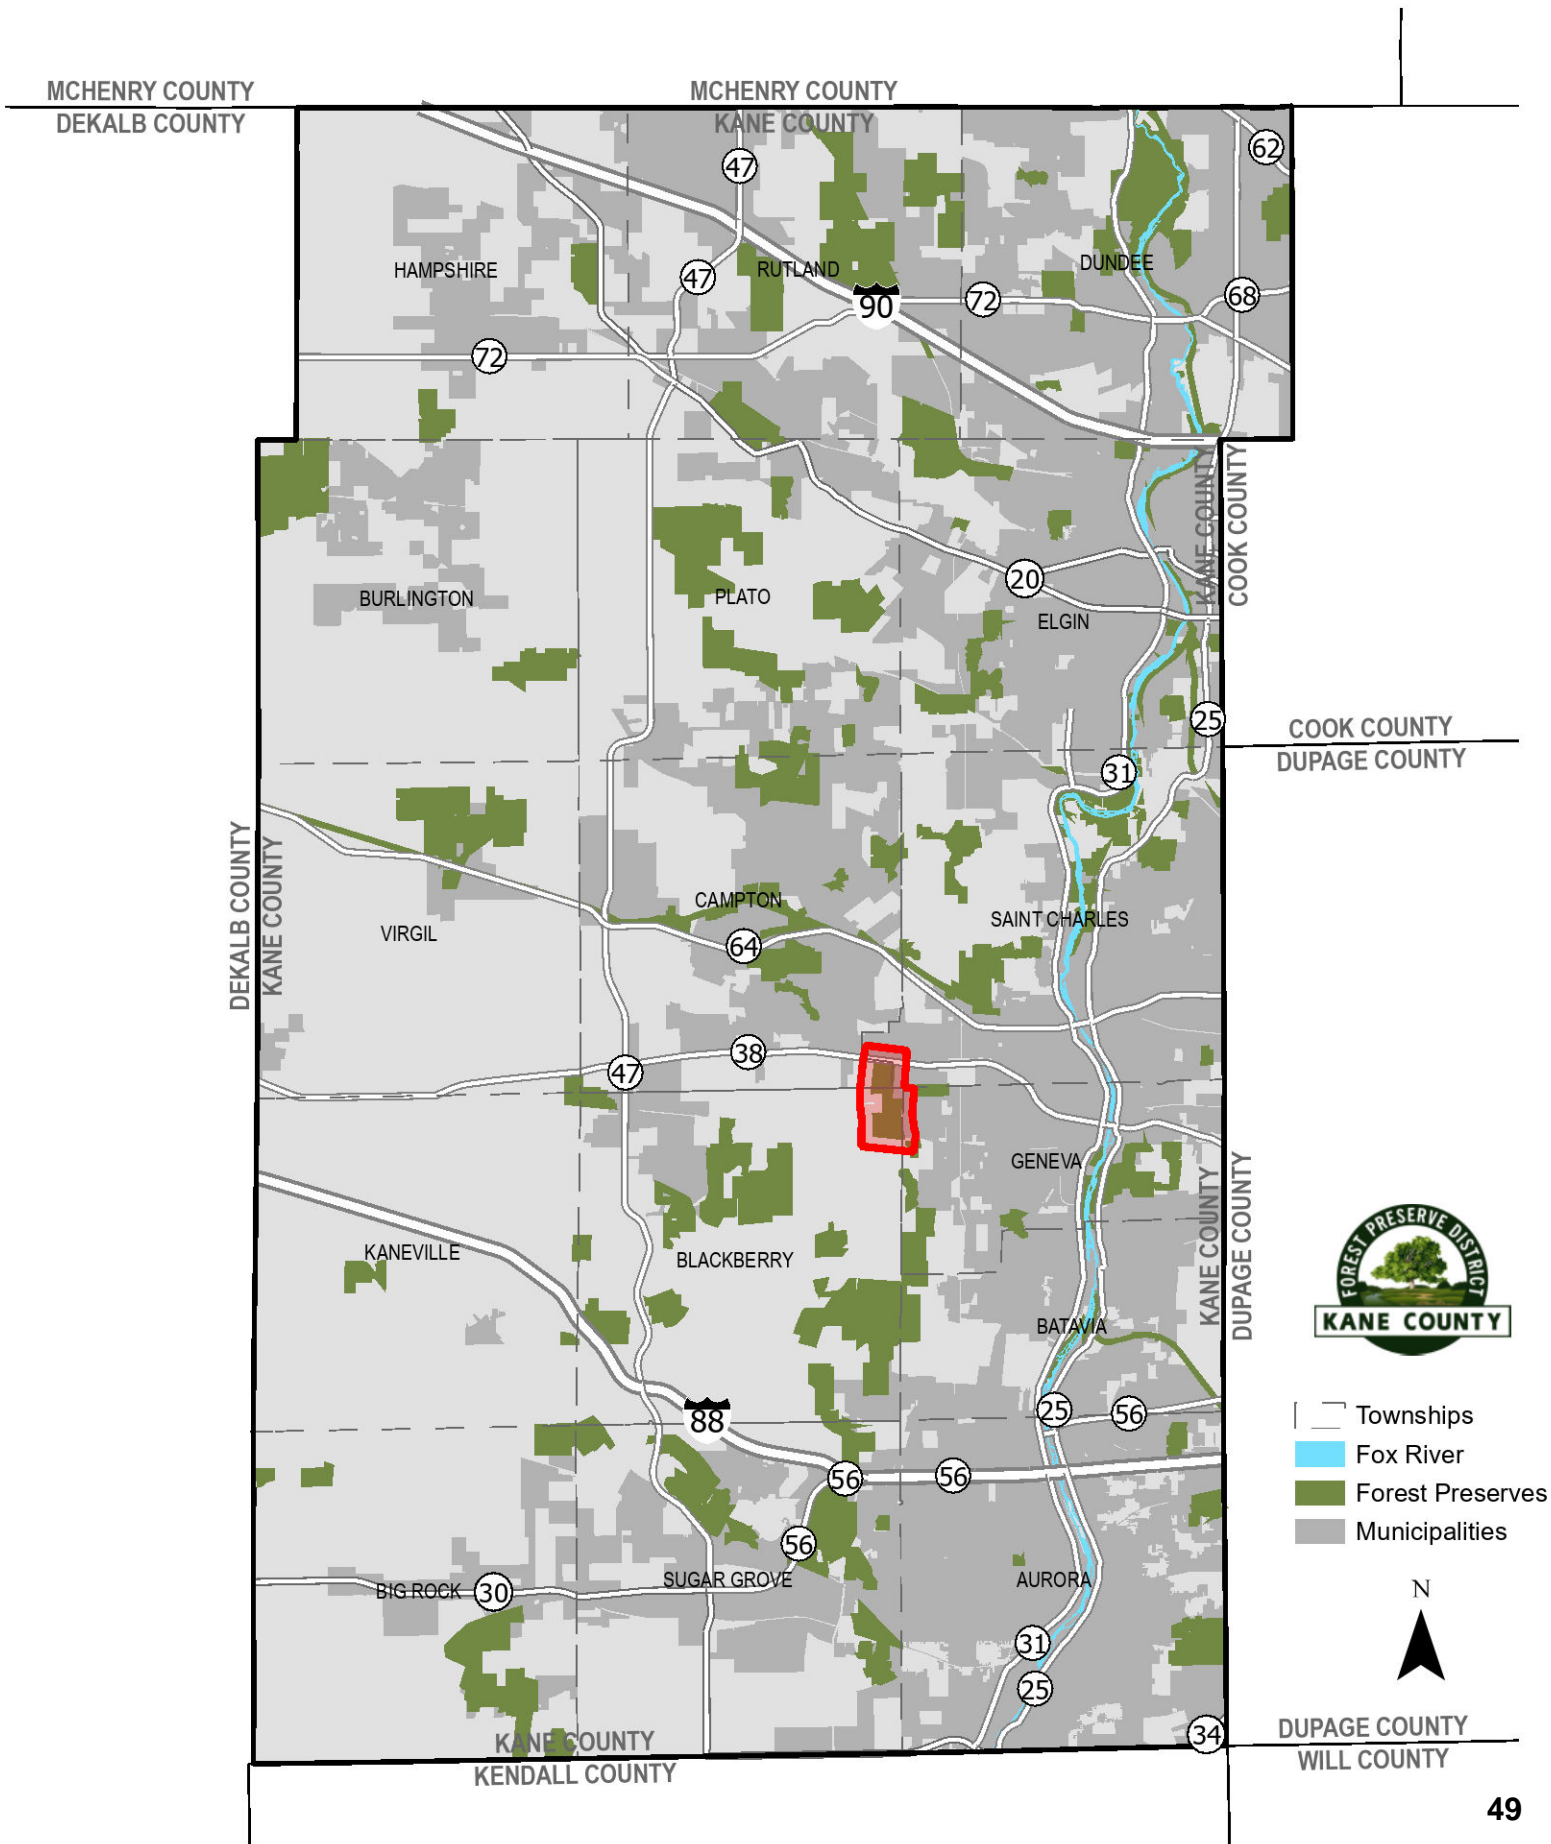 MCHENRY COUNTY
DEKALB COUNTY
MCHENRY COUNTY
KANE COUNTY
62
47
HAMPSHIRE
47
RUTLAND
DUNDEE
90
72
68
72
KANE COUNTY
COOK COUNTY
BURLINGTON
PLATO
20
ELGIN
25
COOK COUNTY
DUPAGE COUNTY
31
DEKALB COUNTY
KANE COUNTY
CAMPTON
VIRGIL
64
SAINT CHARLES
38
47
GENEVA
KANE COUNTY
DUPAGE COUNTY
KANEVILLE
BLACKBERRY
BATAVIA
FOREST PRESERVE DISTRICT
KANE COUNTY
88
25
56
Townships
Fox River
Forest Preserves
Municipalities
56
56
56
BIG ROCK
30
SUGAR GROVE
AURORA
N
31
25
34
KANE COUNTY
KENDALL COUNTY
DUPAGE COUNTY
WILL COUNTY
49